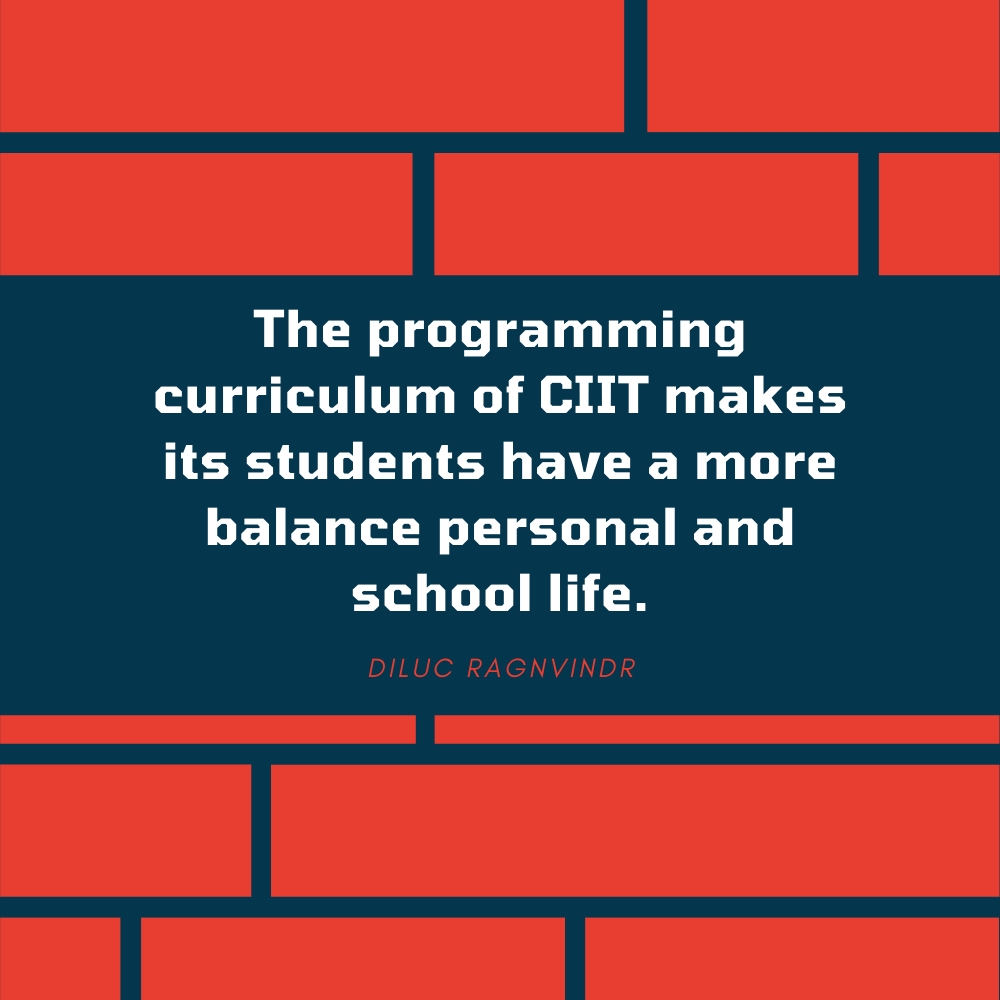 The programming
curriculum of CIIT makes
its students have a more
balance personal and
school life.
DILUC RAGNVINDR